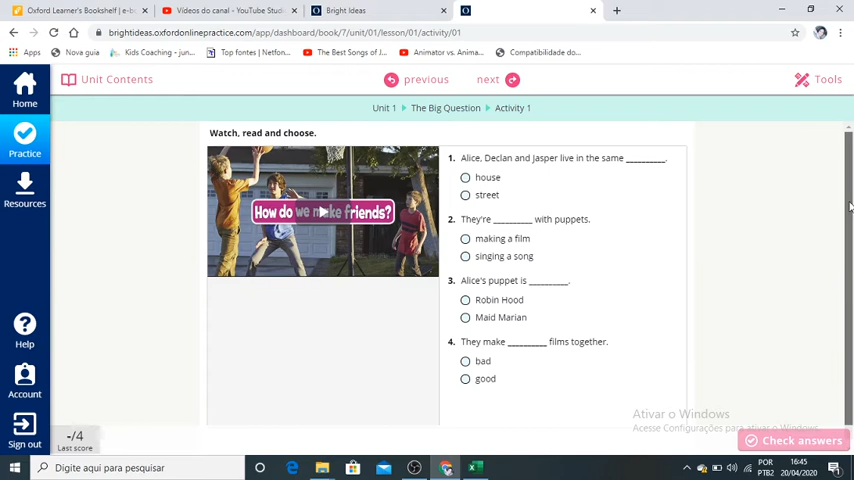 Oxford Learner's Bookshelf | e-b
Vídeos do canal - YouTube Studi
Bright Ideas
brightideas.oxfordonlinepractice.com/app/dashboard/book/7/unit/01/lesson/01/activity/01
Apps
Nova guia
Kids Coaching - jun...
Top fontes | Netfon...
The Best Songs of J...
Animator vs. Anima...
Compatibilidade do...
Unit Contents
previous
next
Tools
Home
Practice
Resources
Help
Account
Sign out
Unit 1
The Big Question
Activity 1
Watch, read and choose.
How do we make friends?
1. Alice, Declan and Jasper live in the same __________.
house
street
2. They're __________ with puppets.
making a film
singing a song
3. Alice's puppet is __________.
Robin Hood
Maid Marian
4. They make __________ films together.
bad
good
Ativar o Windows
Acesse Configurações para ativar o Windows.
-/4
Last score
Check answers
Digite aqui para pesquisar
POR
PTB2
16:45
20/04/2020
1